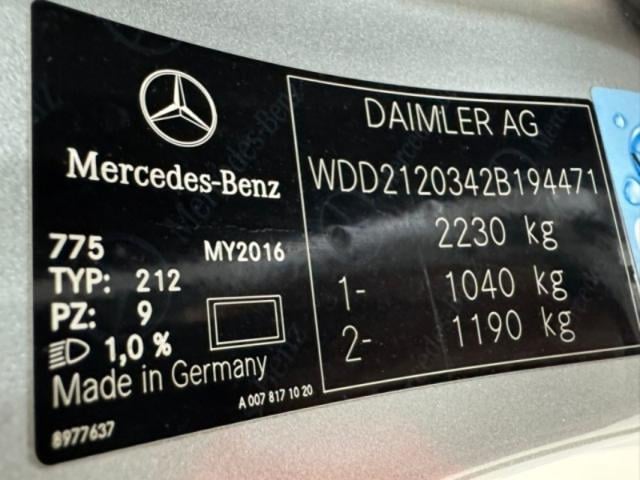 Mercedes-Benz
775 MY2016
TYP: 212
PZ: 9
1,0 %
Made in Germany
A 007 817 10 20
8977637
DAIMLER AG
WDD2120342B194471
2230 kg
1- 1040 kg
2- 1190 kg